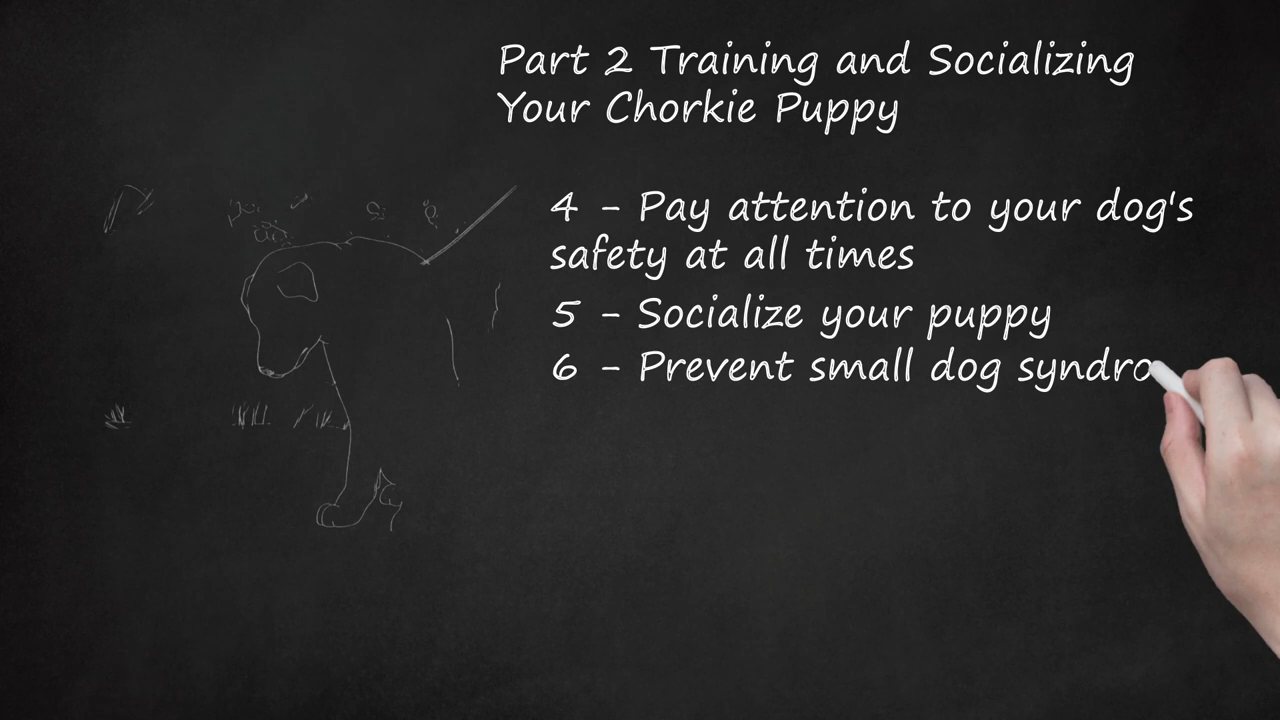 Part 2 Training and Socializing
Your Chorkie Puppy
4 - Pay attention to your dog's
safety at all times
5 - Socialize your puppy
6 - Prevent small dog syndro